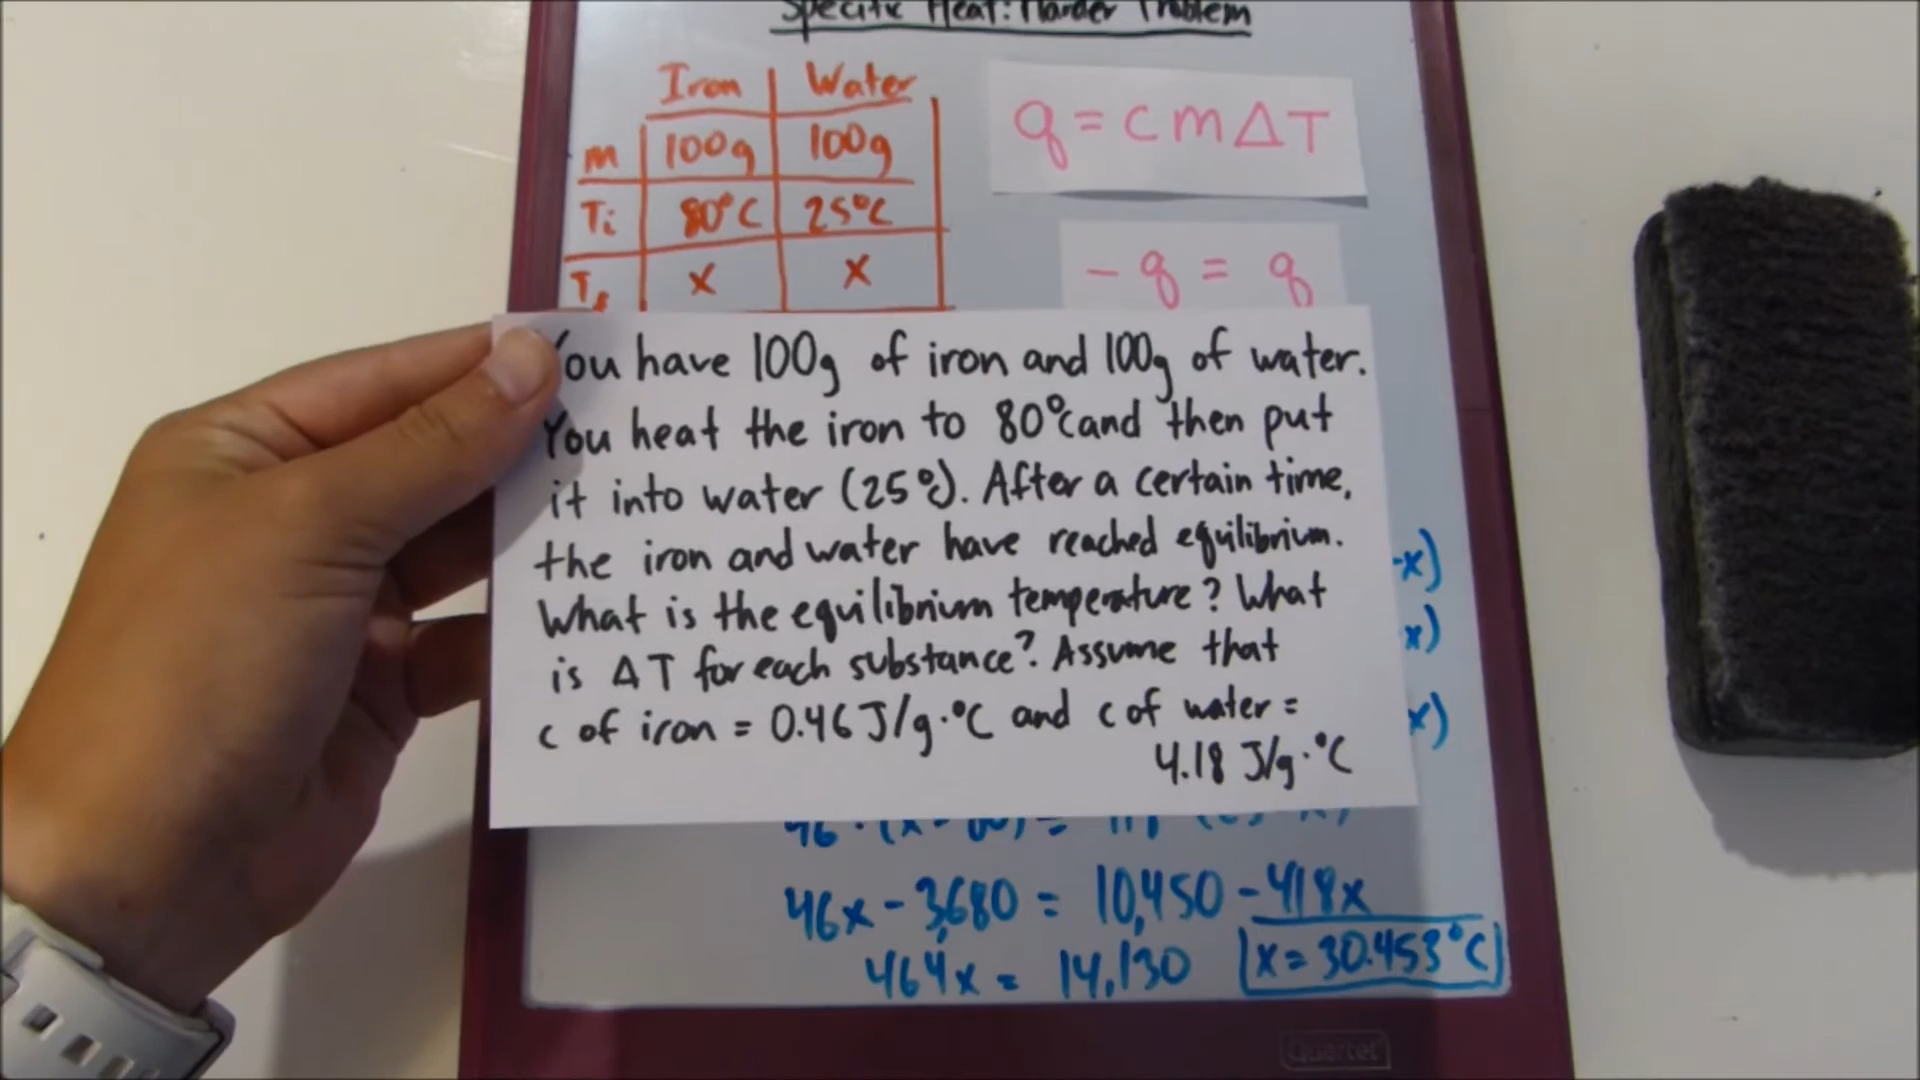 Specific Heat: Harder Problem
Iron Water
m 100g 100g
Ti 80°C 25°C
Tf x x
q = cm∆T
- q = q
You have 100g of iron and 100g of water.
You heat the iron to 80°C and then put
it into water (25°C). After a certain time,
the iron and water have reached equilibrium.
What is the equilibrium temperature? What
is ∆T for each substance? Assume that
c of iron = 0.46 J/g·°C and c of water =
4.18 J/g·°C
-x)
x)
x)
46x - 3,680 = 10,450 - 418x
464x = 14,130
x = 30.453°C
Quartet